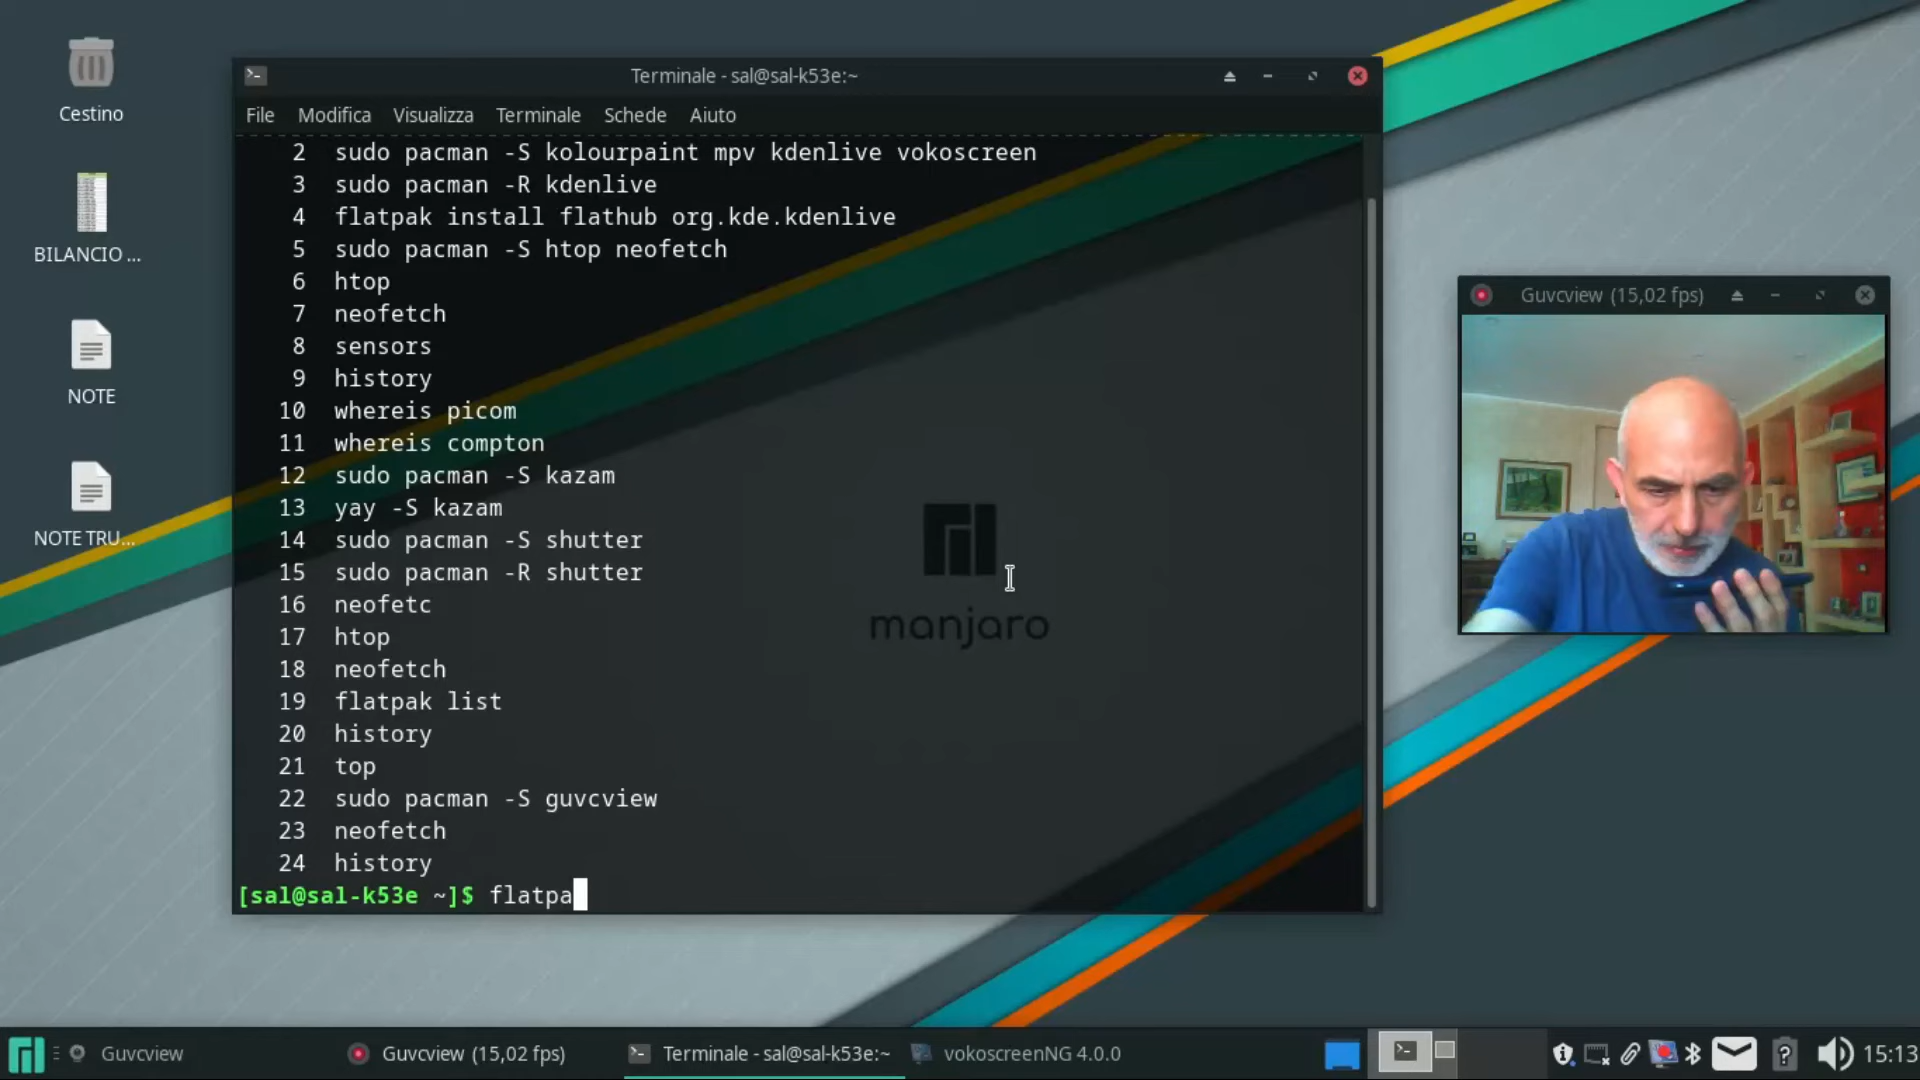 Cestino
BILANCIO ...
NOTE
NOTE TRU...
Terminale - sal@sal-k53e:~
File Modifica Visualizza Terminale Schede Aiuto
2 sudo pacman -S kolourpaint mpv kdenlive vokoscreen
3 sudo pacman -R kdenlive
4 flatpak install flathub org.kde.kdenlive
5 sudo pacman -S htop neofetch
6 htop
7 neofetch
8 sensors
9 history
10 whereis picom
11 whereis compton
12 sudo pacman -S kazam
13 yay -S kazam
14 sudo pacman -S shutter
15 sudo pacman -R shutter
16 neofetc
17 htop
18 neofetch
19 flatpak list
20 history
21 top
22 sudo pacman -S guvcview
23 neofetch
24 history
[sal@sal-k53e ~]$ flatpa
manjaro
Guvcview (15,02 fps)
Guvcview
Guvcview (15,02 fps)
Terminale - sal@sal-k53e:~
vokoscreenNG 4.0.0
15:13